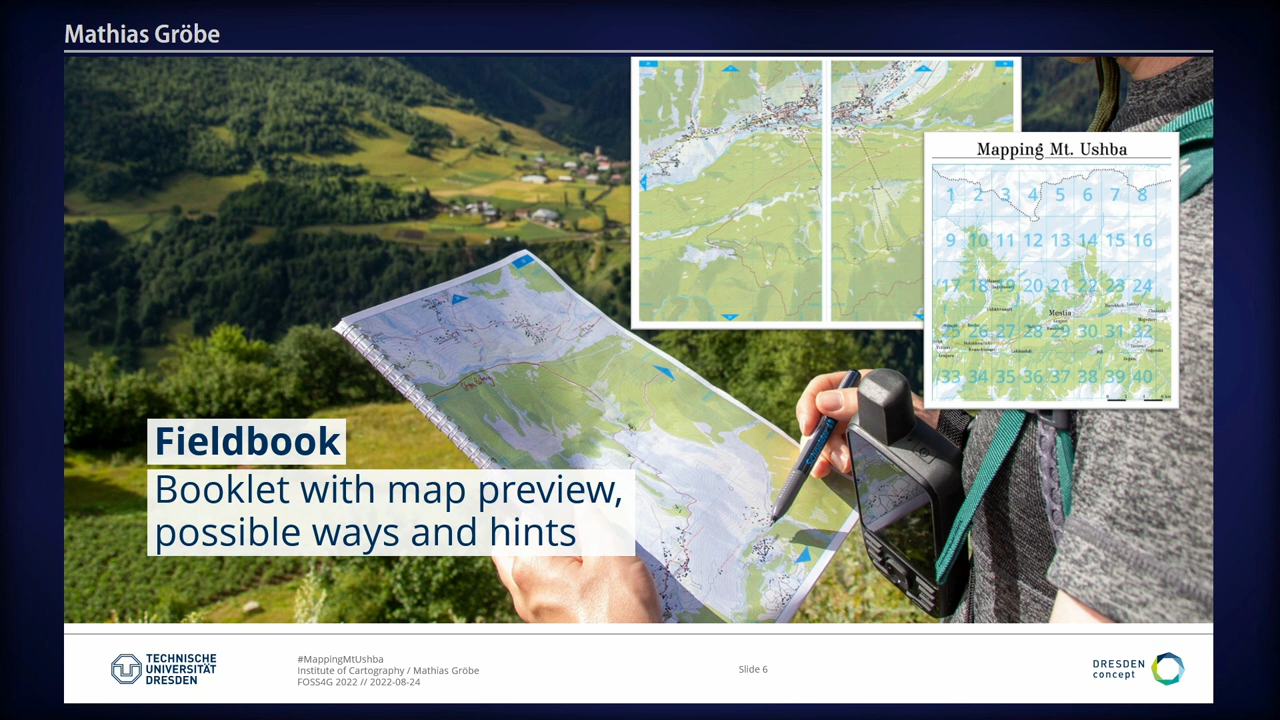 Mathias Gröbe
Mapping Mt. Ushba
1 2 3 4 5 6 7 8
9 10 11 12 13 14 15 16
17 18 19 20 21 22 23 24
Mestia
25 26 27 28 29 30 31 32
33 34 35 36 37 38 39 40
Fieldbook
Booklet with map preview,
possible ways and hints
TECHNISCHE
UNIVERSITÄT
DRESDEN
#MappingMtUshba
Institute of Cartography / Mathias Gröbe
FOSS4G 2022 // 2022-08-24
Slide 6
DRESDEN
concept